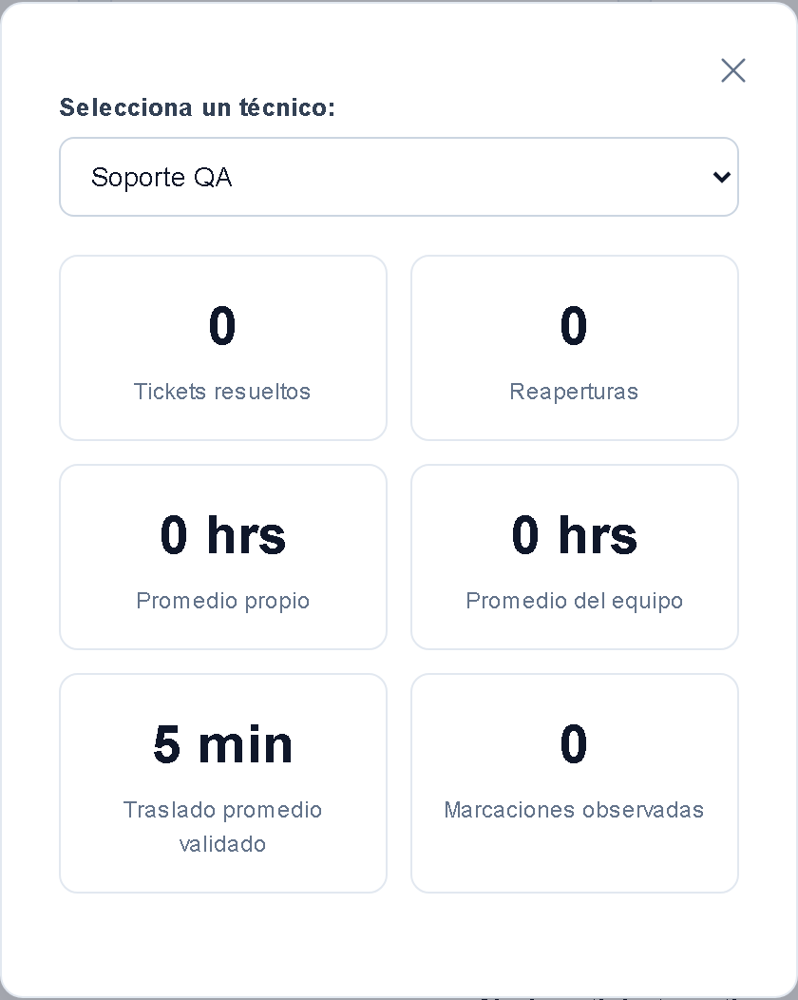 Selecciona un técnico:
Soporte QA
0
Tickets resueltos
0
Reaperturas
0 hrs
Promedio propio
0 hrs
Promedio del equipo
5 min
Traslado promedio
validado
0
Marcaciones observadas